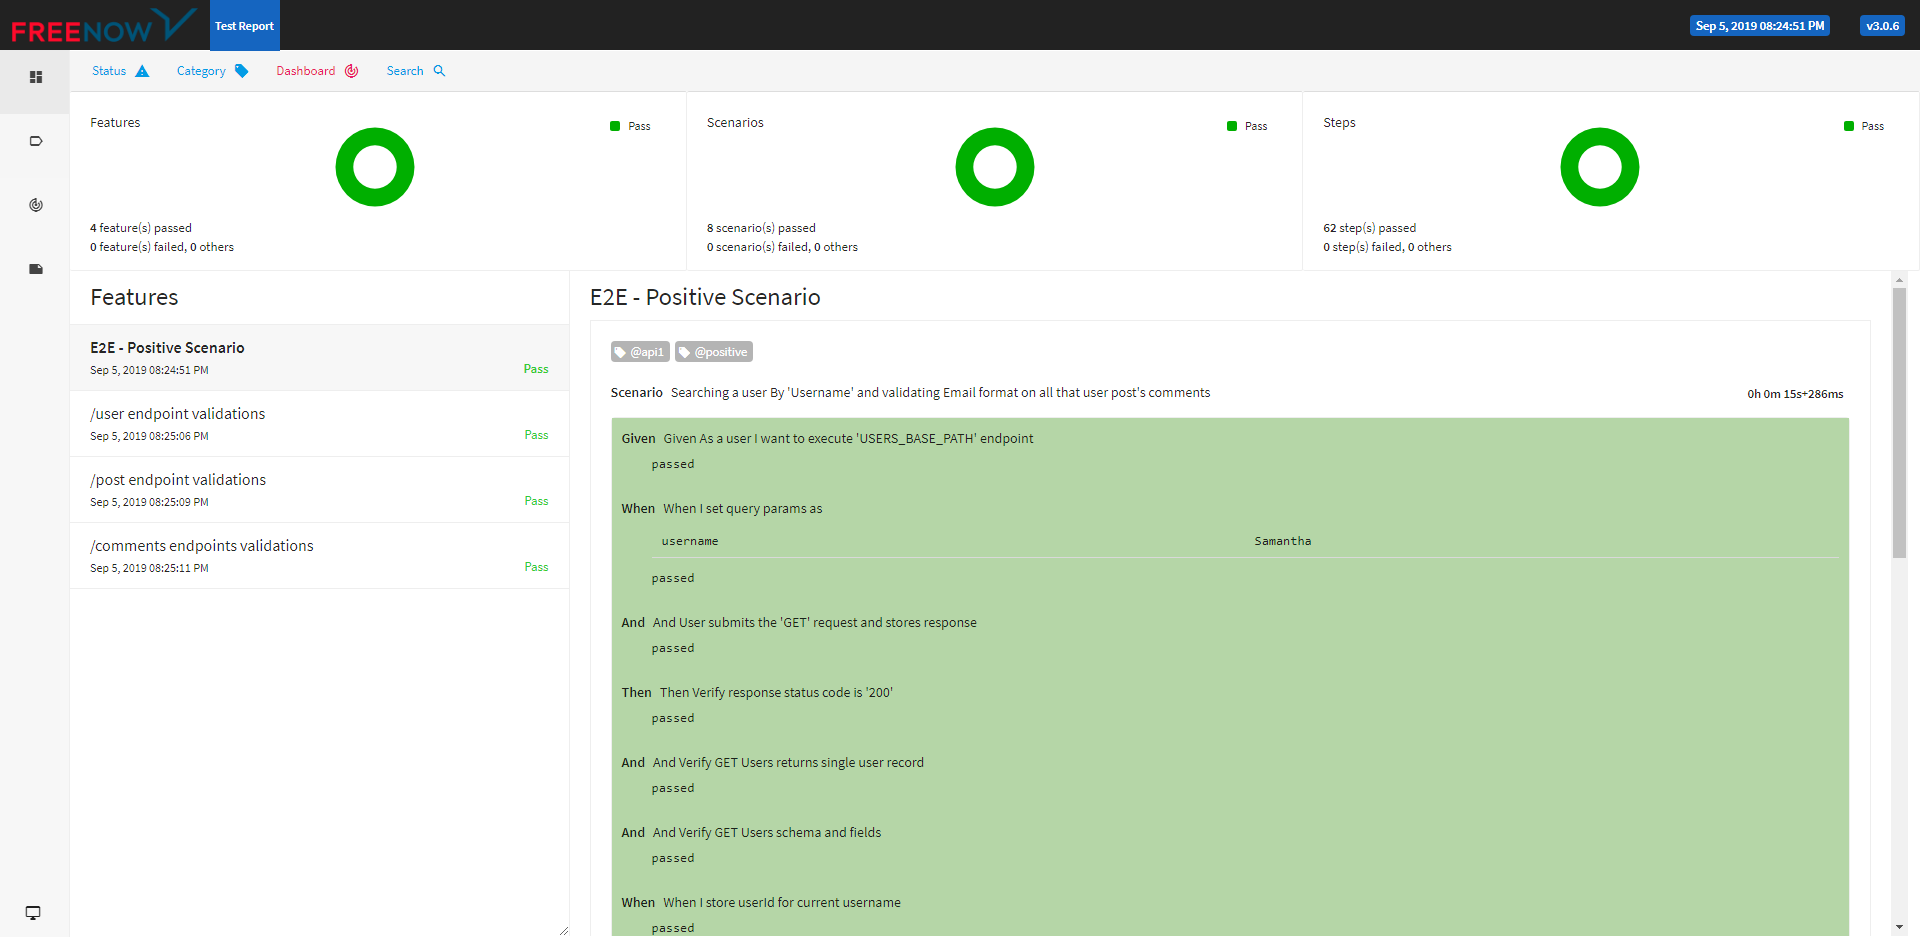 FREENOW
Test Report
Sep 5, 2019 08:24:51 PM
v3.0.6
Status
Category
Dashboard
Search
Features
Pass
4 feature(s) passed
0 feature(s) failed, 0 others
Scenarios
Pass
8 scenario(s) passed
0 scenario(s) failed, 0 others
Steps
Pass
62 step(s) passed
0 step(s) failed, 0 others
Features
E2E - Positive Scenario
Sep 5, 2019 08:24:51 PM
Pass
/user endpoint validations
Sep 5, 2019 08:25:06 PM
Pass
/post endpoint validations
Sep 5, 2019 08:25:09 PM
Pass
/comments endpoints validations
Sep 5, 2019 08:25:11 PM
Pass
E2E - Positive Scenario
@api1 @positive
Scenario Searching a user By 'Username' and validating Email format on all that user post's comments
0h 0m 15s+286ms
Given Given As a user I want to execute 'USERS_BASE_PATH' endpoint
passed
When When I set query params as
username Samantha
passed
And And User submits the 'GET' request and stores response
passed
Then Then Verify response status code is '200'
passed
And And Verify GET Users returns single user record
passed
And And Verify GET Users schema and fields
passed
When When I store userId for current username
passed